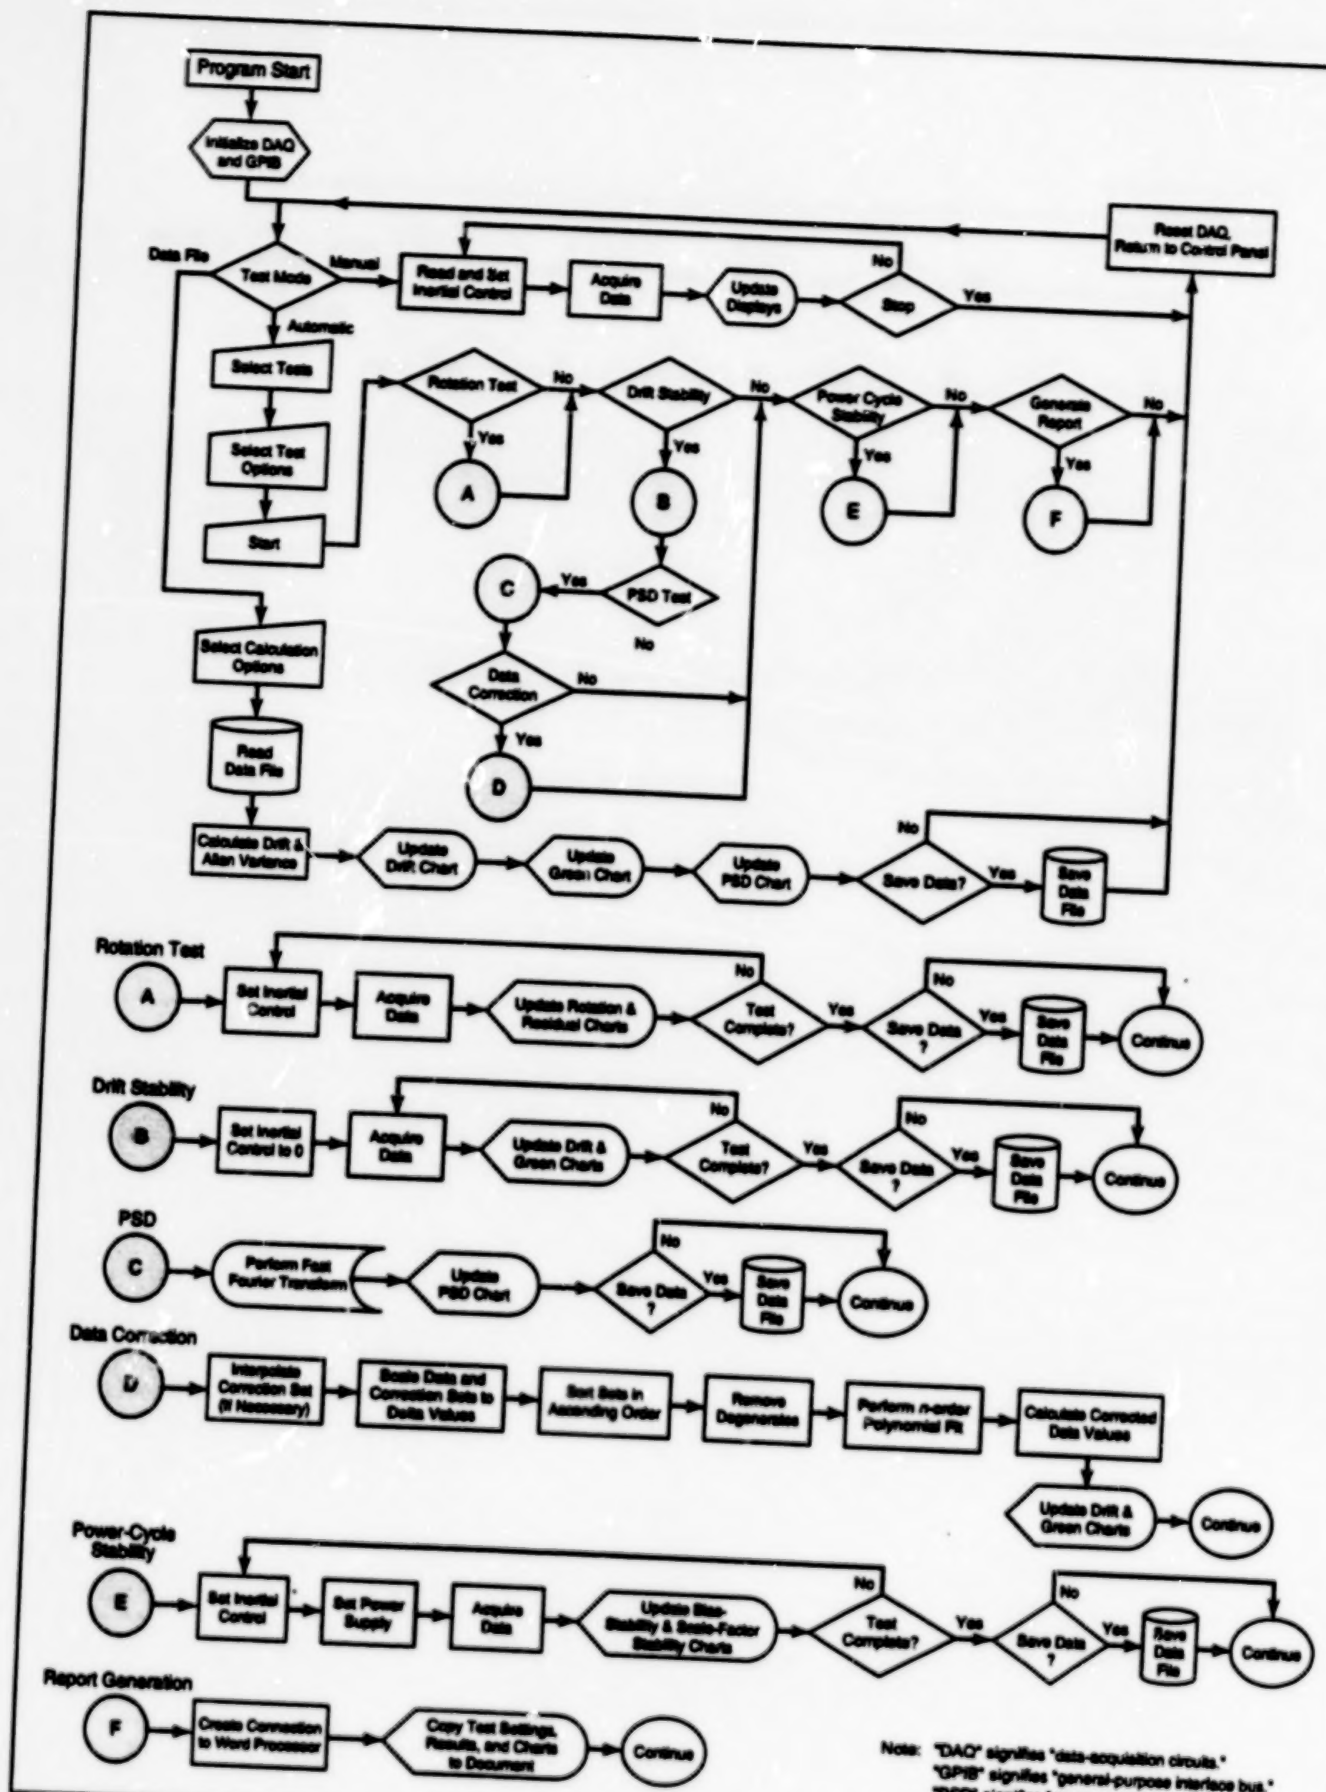 Program Start
Initialize DAQ
and GPIB
Reset DAQ,
Return to Control Panel
Data File
Test Mode
Manual
Read and Set
Inertial Control
Acquire
Data
Update
Displays
No
Stop
Yes
Automatic
Select Tests
Rotation Test
No
Drift Stability
No
Power Cycle
Stability
No
Generate
Report
No
Select Test
Options
Yes
A
Yes
B
Yes
E
Yes
F
Start
C
Yes
PSD Test
No
Select Calculation
Options
Data
Correction
No
Yes
Read
Data File
D
Calculate Drift &
Allan Variance
Update
Drift Chart
Update
Green Chart
Update
PSD Chart
No
Save Data?
Yes
Save
Data
File
Rotation Test
A
Set Inertial
Control
Acquire
Data
Update Rotation &
Residual Charts
No
Test
Complete?
Yes
No
Save Data
?
Yes
Save
Data
File
Continue
Drift Stability
B
Set Inertial
Control to 0
Acquire
Data
Update Drift &
Green Charts
No
Test
Complete?
Yes
No
Save Data
?
Yes
Save
Data
File
Continue
PSD
C
Perform Fast
Fourier Transform
Update
PSD Chart
No
Save Data
?
Yes
Save
Data
File
Continue
Data Correction
D
Interpolate
Correction Set
(If Necessary)
Scale Data and
Correction Sets to
Delta Values
Sort Sets in
Ascending Order
Remove
Degenerates
Perform n-order
Polynomial Fit
Calculate Corrected
Data Values
Update Drift &
Green Charts
Continue
Power-Cycle
Stability
E
Set Inertial
Control
Set Power
Supply
Acquire
Data
Update Bias-
Stability & Scale-Factor
Stability Charts
No
Test
Complete?
Yes
No
Save Data
?
Yes
Save
Data
File
Continue
Report Generation
F
Create Connection
to Word Processor
Copy Test Settings,
Results, and Charts
to Document
Continue
Note: "DAQ" signifies "data-acquisition circuits."
"GPIB" signifies "general-purpose interface bus."